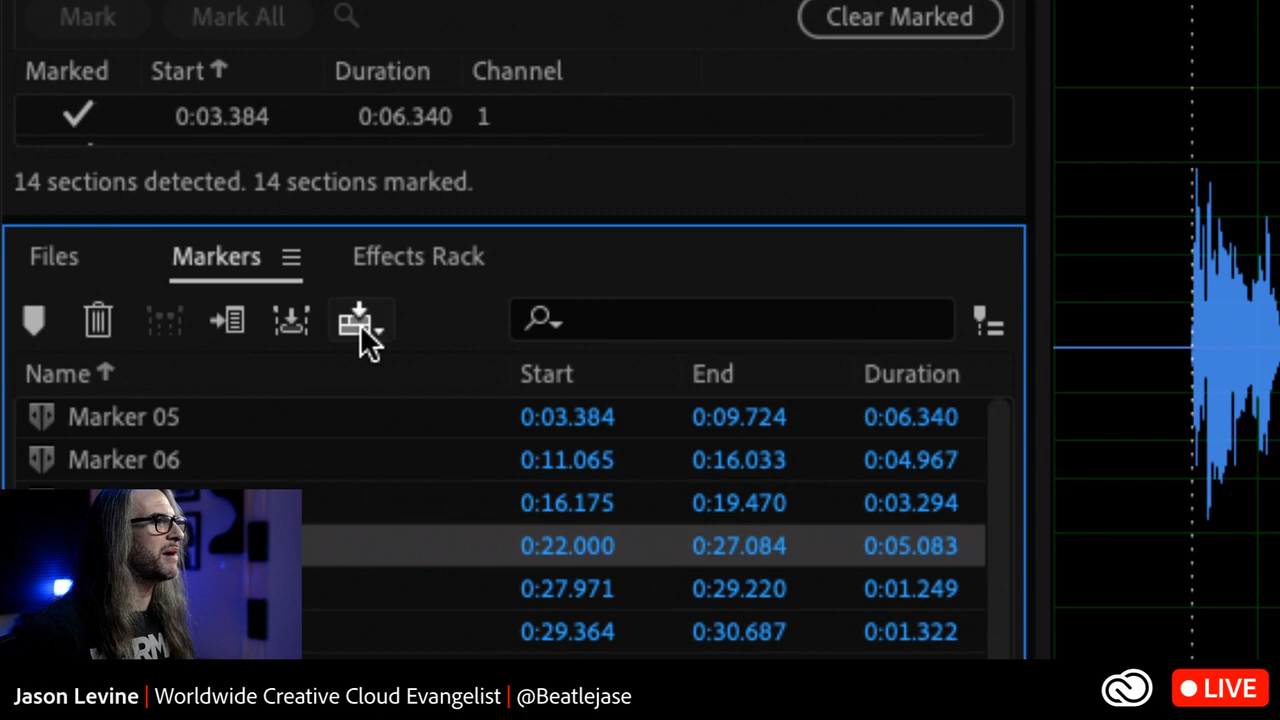 Mark Mark All Clear Marked
Marked Start Duration Channel
0:03.384 0:06.340 1
14 sections detected. 14 sections marked.
Files Markers Effects Rack
Name Start End Duration
Marker 05 0:03.384 0:09.724 0:06.340
Marker 06 0:11.065 0:16.033 0:04.967
0:16.175 0:19.470 0:03.294
0:22.000 0:27.084 0:05.083
0:27.971 0:29.220 0:01.249
0:29.364 0:30.687 0:01.322
Jason Levine | Worldwide Creative Cloud Evangelist | @Beatlejase
LIVE